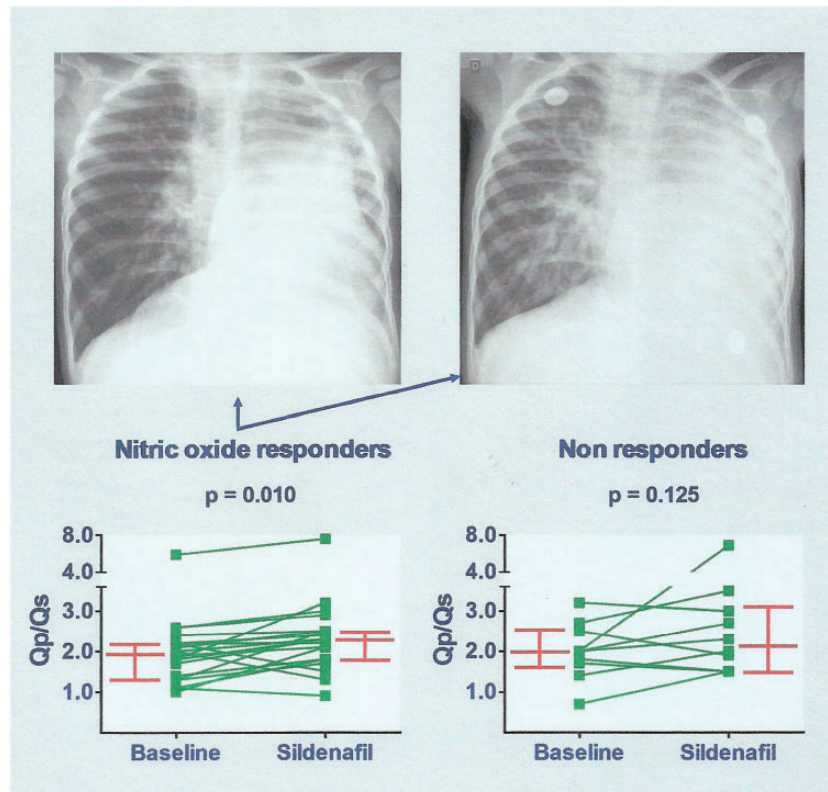 Nitric oxide responders
Non responders
p = 0.010
p = 0.125
8.0
4.0
3.0
2.0
1.0
Qp/Qs
Baseline
Sildenafil
8.0
4.0
3.0
2.0
1.0
Qp/Qs
Baseline
Sildenafil